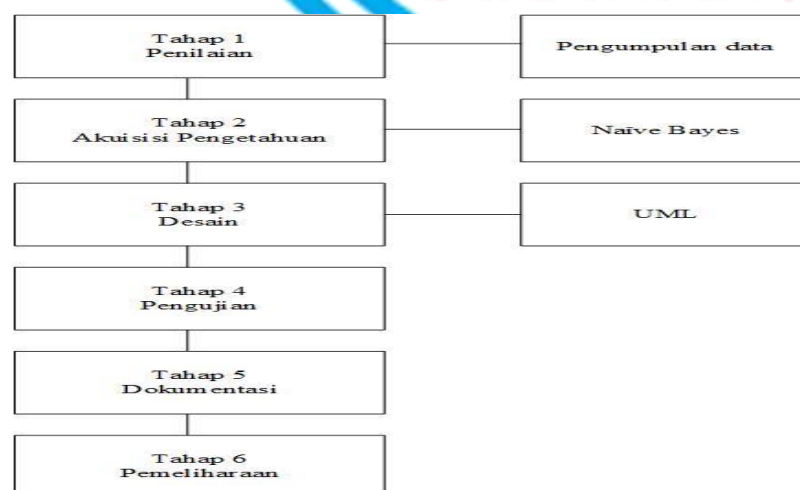 Tahap 1
Penilaian
Pengumpulan data
Tahap 2
Akuisisi Pengetahuan
Naïve Bayes
Tahap 3
Desain
UML
Tahap 4
Pengujian
Tahap 5
Dokumentasi
Tahap 6
Pemeliharaan